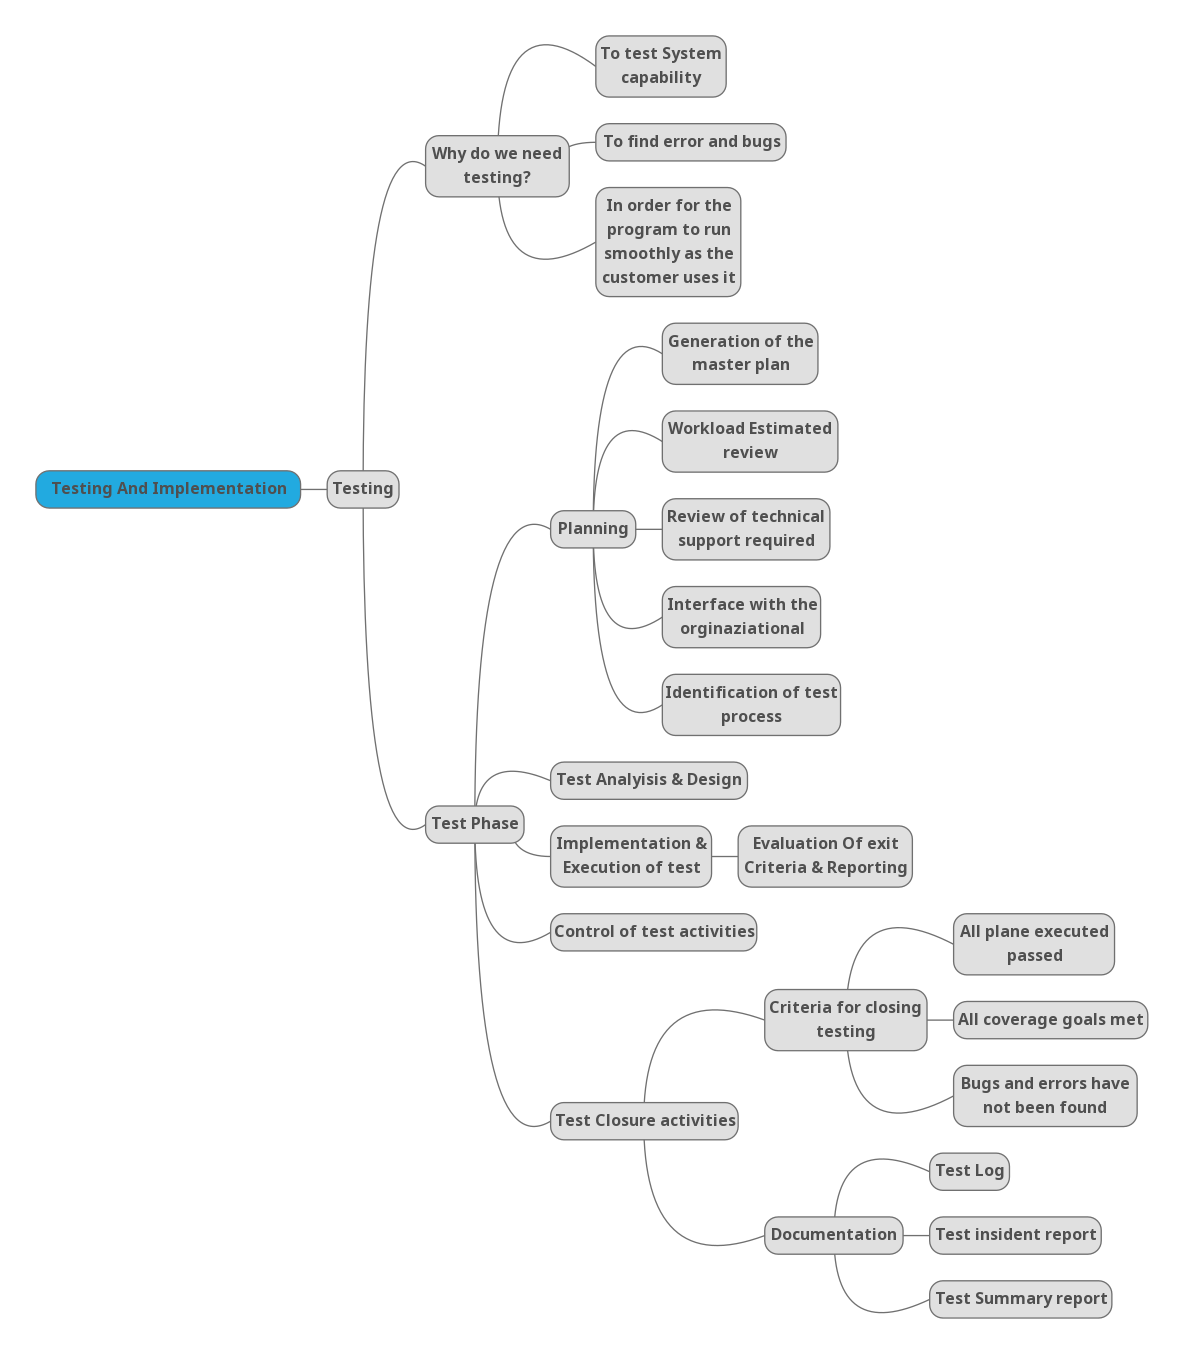 To test System
capability
To find error and bugs
Why do we need
testing?
In order for the
program to run
smoothly as the
customer uses it
Generation of the
master plan
Workload Estimated
review
Testing And Implementation
Testing
Review of technical
support required
Planning
Interface with the
orginaziational
Identification of test
process
Test Analyisis & Design
Test Phase
Implementation &
Execution of test
Evaluation Of exit
Criteria & Reporting
Control of test activities
All plane executed
passed
Criteria for closing
testing
All coverage goals met
Bugs and errors have
not been found
Test Closure activities
Test Log
Documentation
Test insident report
Test Summary report